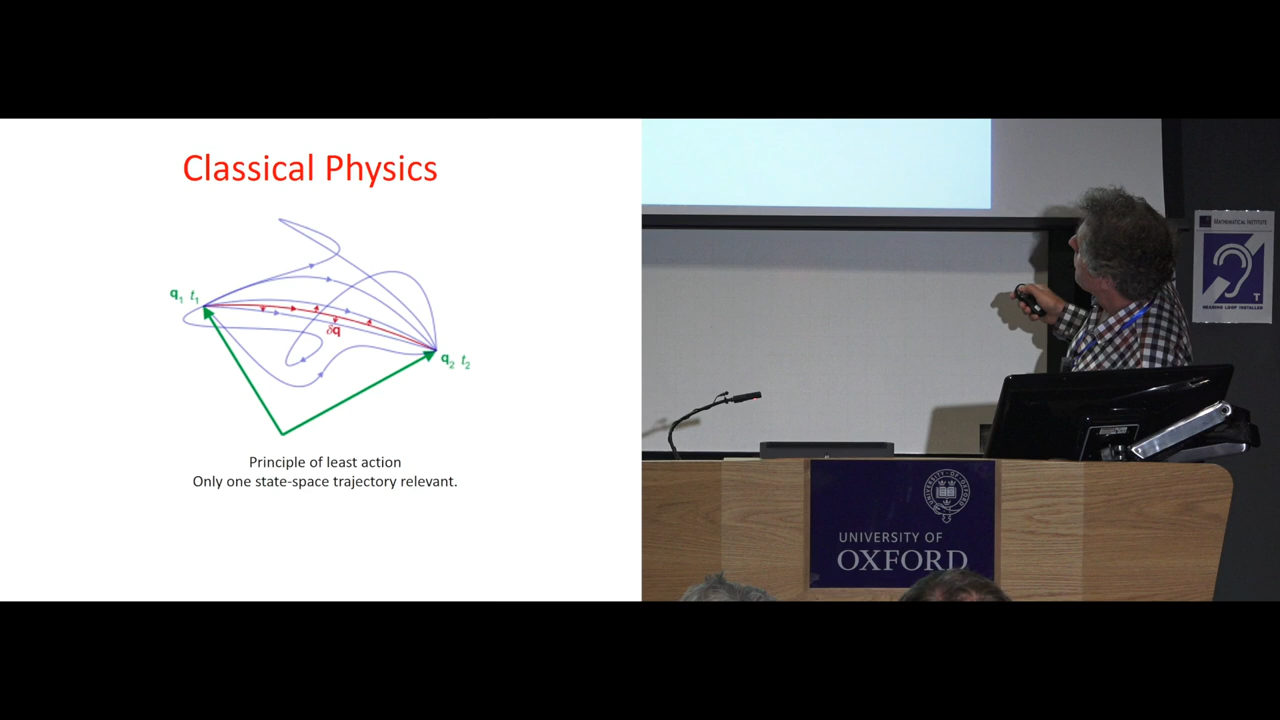 Classical Physics
q₁ t₁
δq
q₂ t₂
Principle of least action
Only one state-space trajectory relevant.
MATHEMATICAL INSTITUTE
T
HEARING LOOP INSTALLED
UNIVERSITY OF
OXFORD